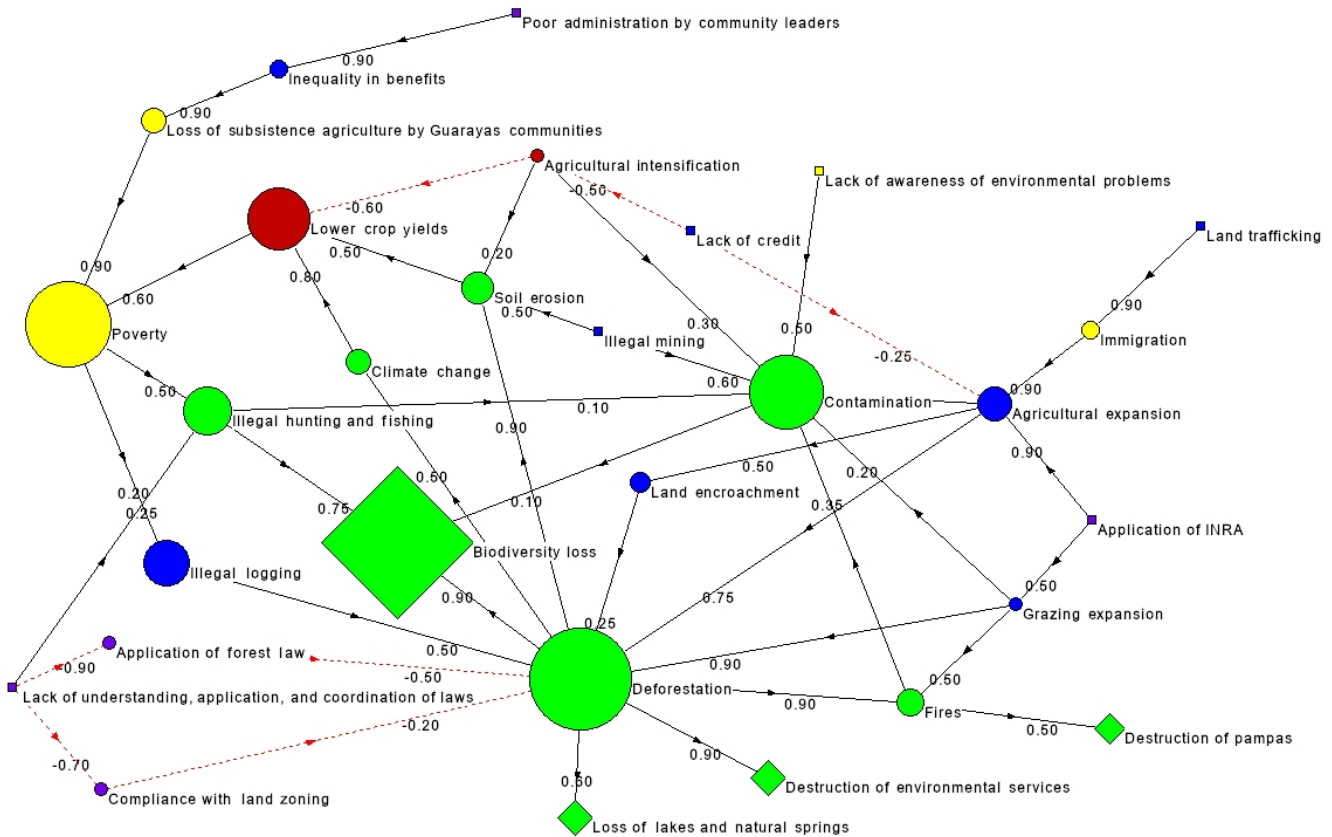 Poor administration by community leaders
0.90
Inequality in benefits
0.90
Loss of subsistence agriculture by Guarayas communities
Agricultural intensification
-0.50
Lack of awareness of environmental problems
-0.60
Lower crop yields
Lack of credit
Land trafficking
0.50
0.20
0.90
0.80
0.60
Soil erosion
0.50
0.90
Poverty
Illegal mining
0.30
0.50
Immigration
-0.25
Climate change
0.60
0.90
0.50
Illegal hunting and fishing
0.10
Contamination
Agricultural expansion
0.90
0.90
0.50
0.50
0.20
0.20
0.25
0.75
0.10
Land encroachment
0.35
Application of INRA
Biodiversity loss
Illegal logging
0.90
0.75
0.50
Grazing expansion
0.25
Application of forest law
0.50
0.90
-0.90
-0.50
0.50
Lack of understanding, application, and coordination of laws
Deforestation
0.90
Fires
-0.20
0.50
Destruction of pampas
-0.70
0.90
Compliance with land zoning
0.60
Destruction of environmental services
Loss of lakes and natural springs